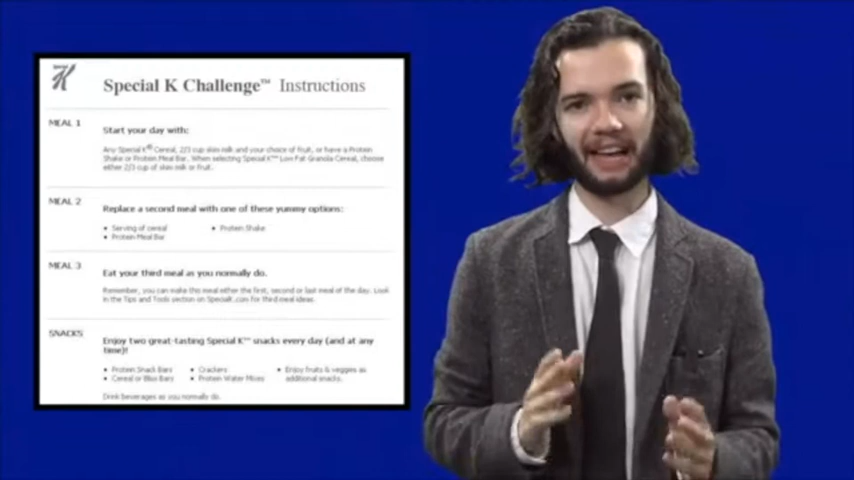 K
Special K Challenge™ Instructions
MEAL 1
Start your day with:
Any Special K® Cereal, 2/3 cup skim milk and your choice of fruit, or have a Protein
Shake or Protein Meal Bar. When selecting Special K™ Low Fat Granola Cereal, choose
either 2/3 cup of skim milk or fruit.
MEAL 2
Replace a second meal with one of these yummy options:
• Serving of cereal • Protein Shake
• Protein Meal Bar
MEAL 3
Eat your third meal as you normally do.
Remember, you can make this meal either the first, second or last meal of the day. Look
in the Tips and Tools section on Specialk.com for third meal ideas.
SNACKS
Enjoy two great-tasting Special K™ snacks every day (and at any
time)!
• Protein Snack Bars • Crackers • Enjoy fruits & veggies as
• Cereal or Bliss Bars • Protein Water Mixes additional snacks.
Drink beverages as you normally do.